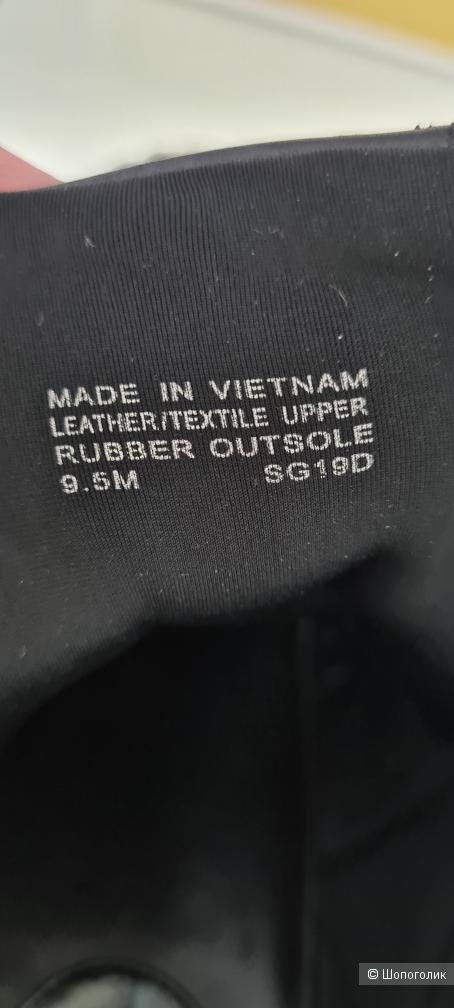 MADE IN VIETNAM
LEATHER/TEXTILE UPPER
RUBBER OUTSOLE
9.5M SG19D
© Шопоголик